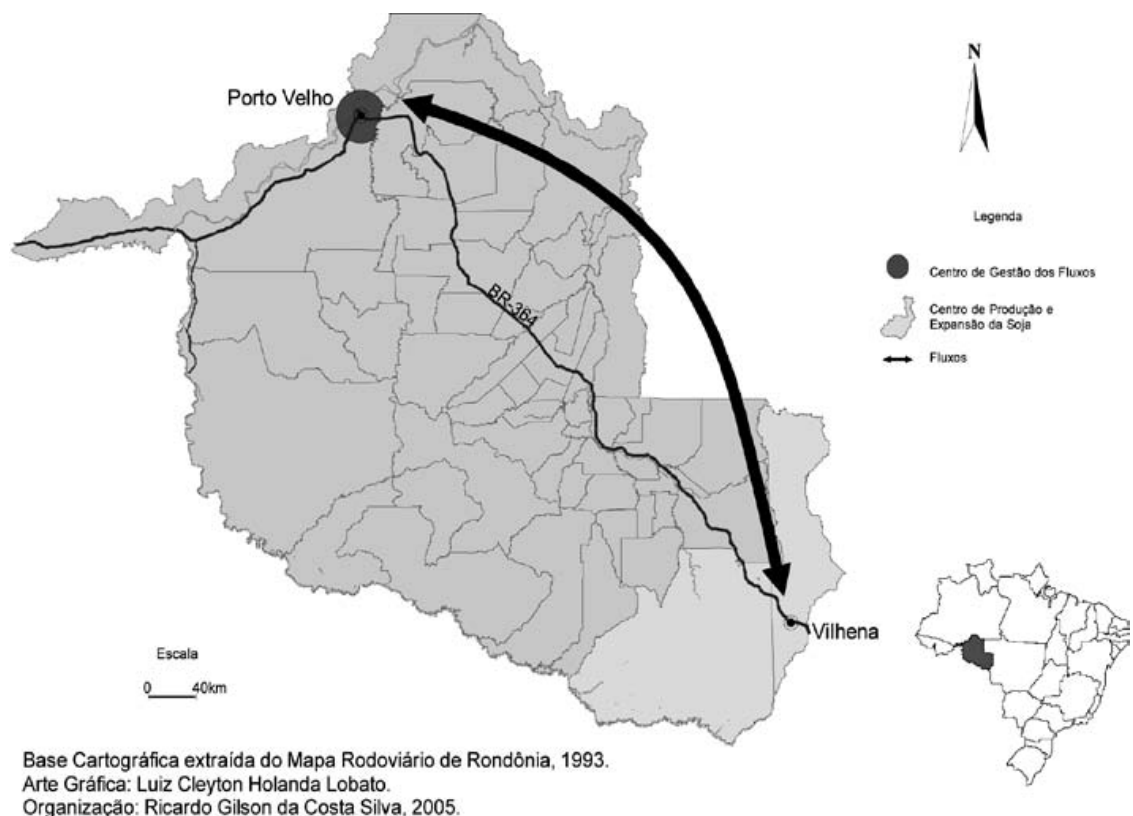 N
Porto Velho
Legenda
Centro de Gestão dos Fluxos
Centro de Produção e
Expansão da Soja
Fluxos
BR-364
Vilhena
Escala
0 40km
Base Cartográfica extraída do Mapa Rodoviário de Rondônia, 1993.
Arte Gráfica: Luiz Cleyton Holanda Lobato.
Organização: Ricardo Gilson da Costa Silva, 2005.